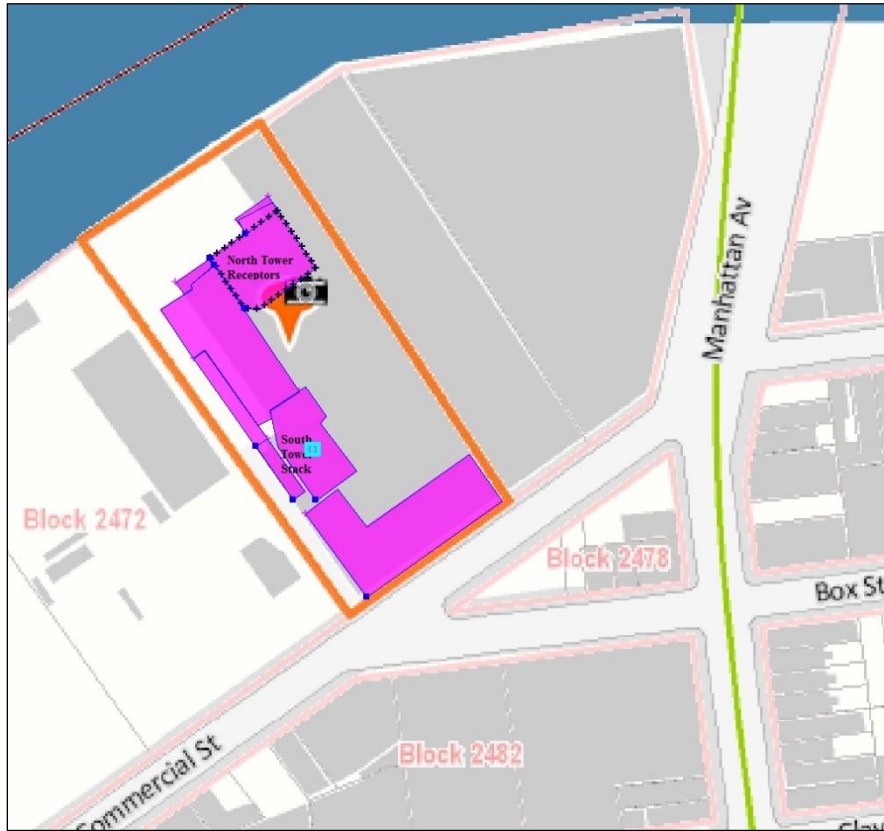 North Tower
Receptors
Manhattan Av
South
Tower
Stack
Block 2472
Block 2478
Box St
Block 2482
Commercial St